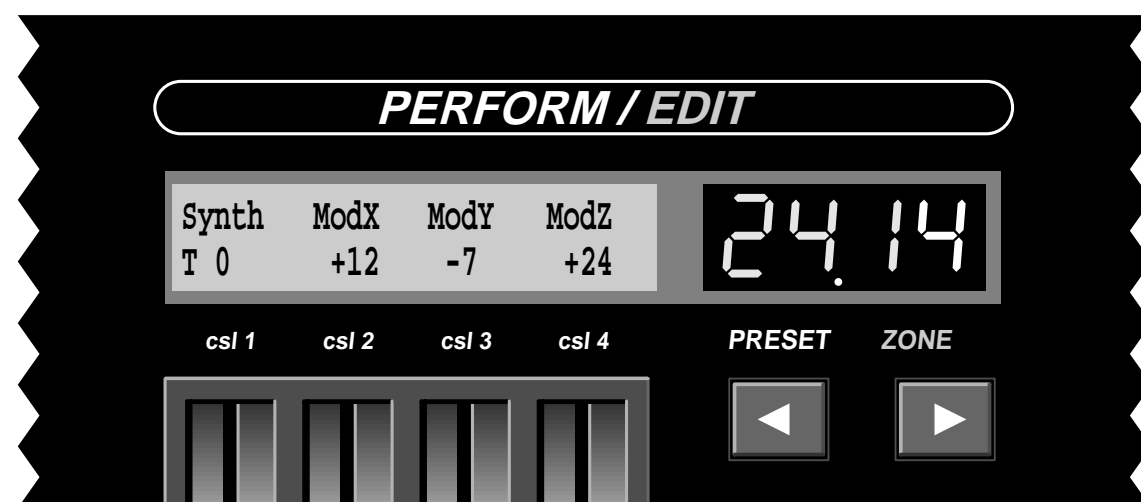 PERFORM / EDIT
Synth ModX ModY ModZ
T 0 +12 -7 +24
24.14
csl 1 csl 2 csl 3 csl 4
PRESET ZONE